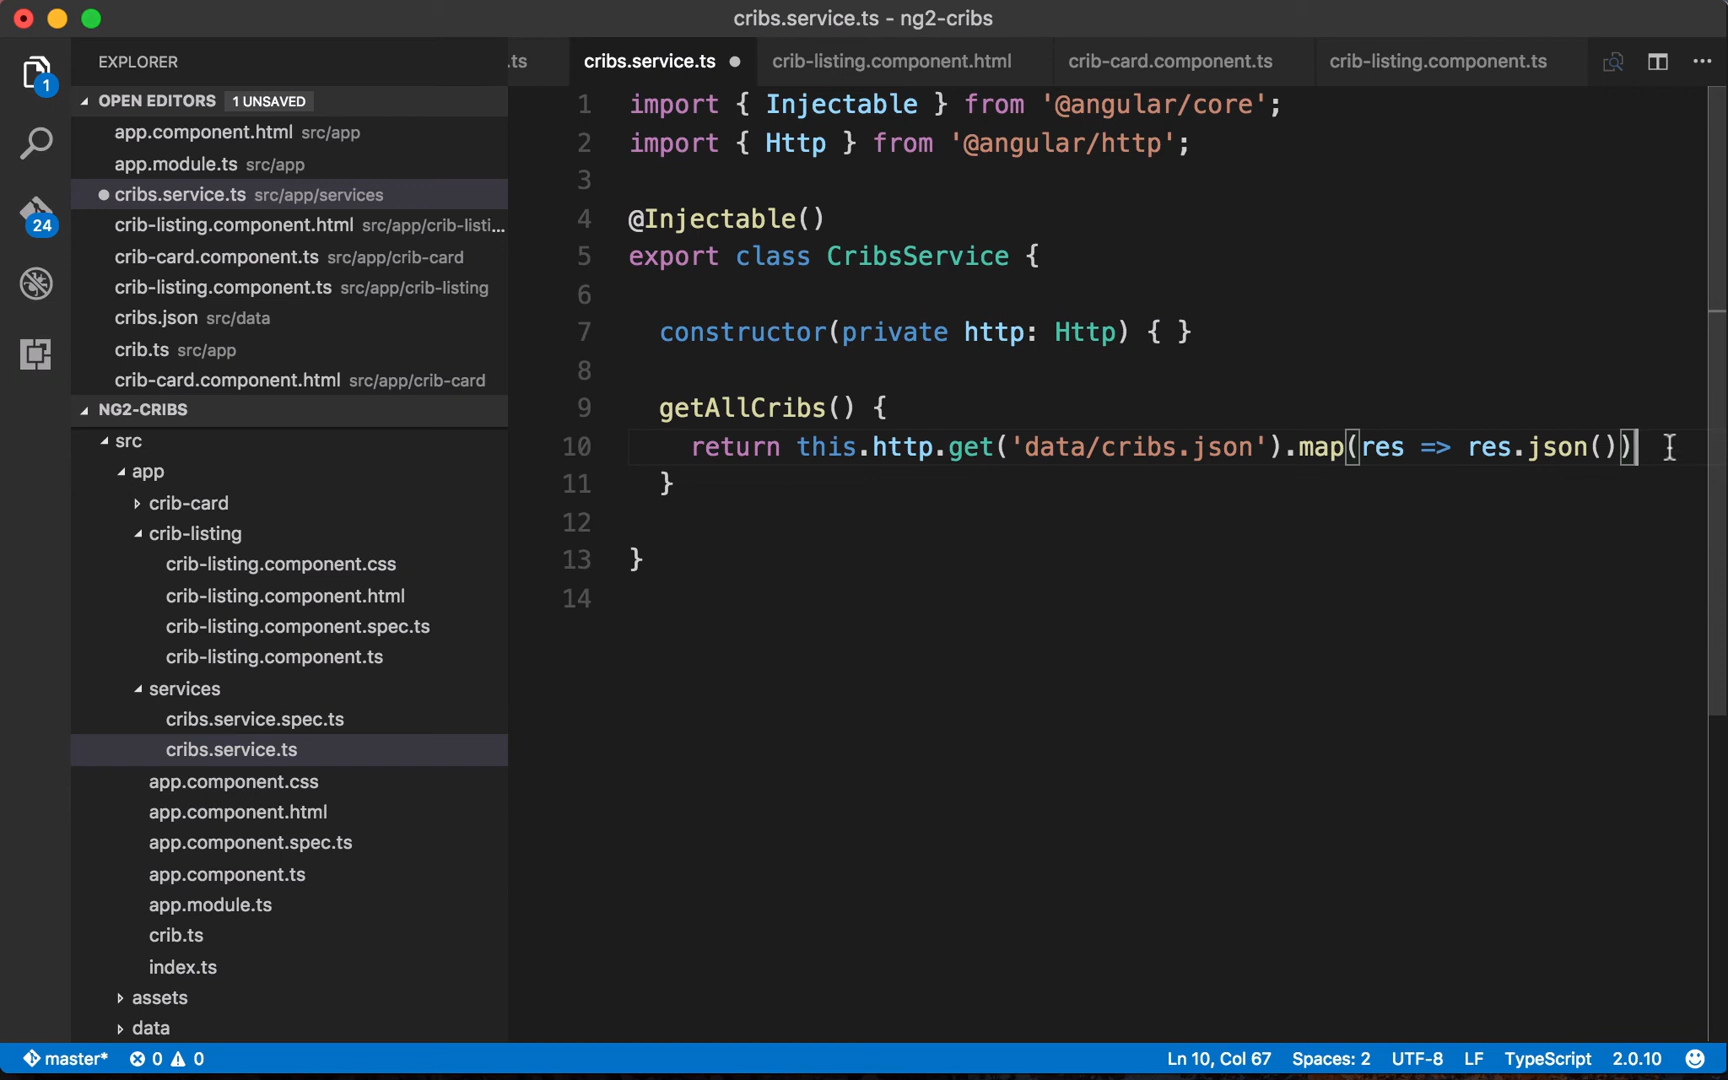 cribs.service.ts - ng2-cribs
EXPLORER
.ts
cribs.service.ts
crib-listing.component.html
crib-card.component.ts
crib-listing.component.ts
1
OPEN EDITORS 1 UNSAVED
app.component.html src/app
app.module.ts src/app
cribs.service.ts src/app/services
24
crib-listing.component.html src/app/crib-listi...
crib-card.component.ts src/app/crib-card
crib-listing.component.ts src/app/crib-listing
cribs.json src/data
crib.ts src/app
crib-card.component.html src/app/crib-card
NG2-CRIBS
src
app
crib-card
crib-listing
crib-listing.component.css
crib-listing.component.html
crib-listing.component.spec.ts
crib-listing.component.ts
services
cribs.service.spec.ts
cribs.service.ts
app.component.css
app.component.html
app.component.spec.ts
app.component.ts
app.module.ts
crib.ts
index.ts
assets
data
1 import { Injectable } from '@angular/core';
2 import { Http } from '@angular/http';
3
4 @Injectable()
5 export class CribsService {
6
7 constructor(private http: Http) { }
8
9 getAllCribs() {
10 return this.http.get('data/cribs.json').map(res => res.json())
11 }
12
13 }
14
master* 0 0
Ln 10, Col 67 Spaces: 2 UTF-8 LF TypeScript 2.0.10